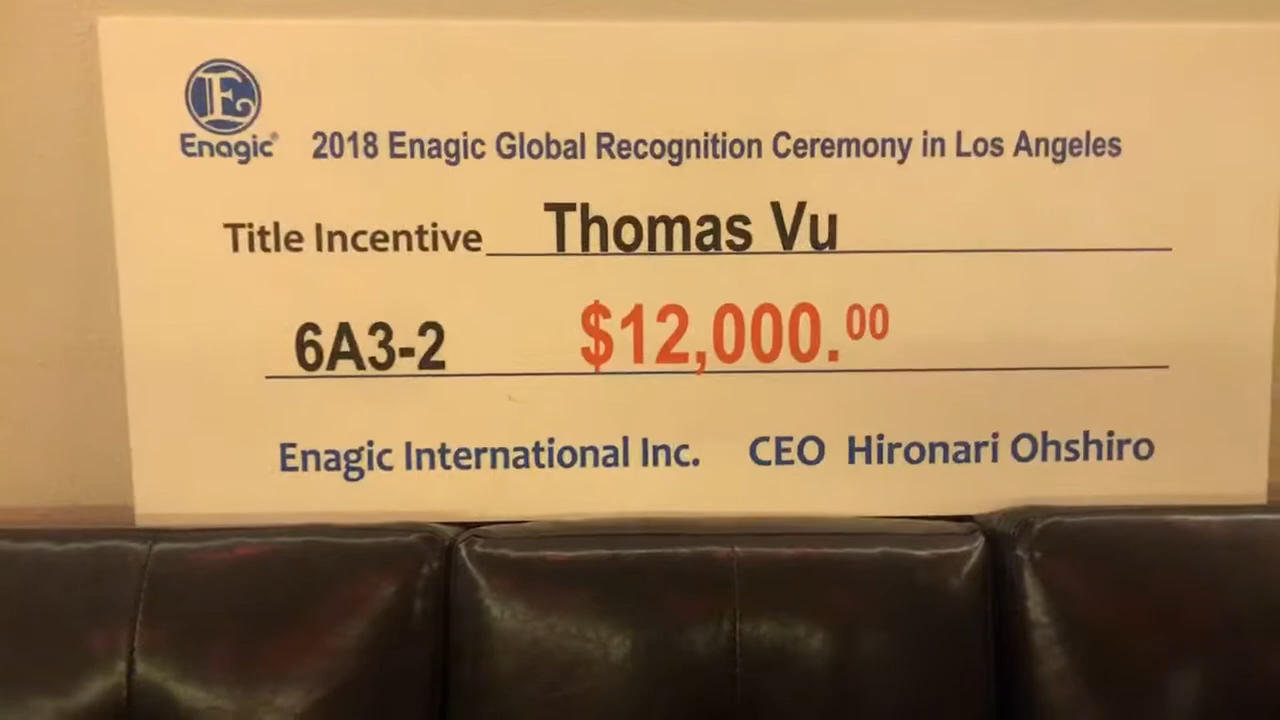 E
Enagic®
2018 Enagic Global Recognition Ceremony in Los Angeles
Title Incentive Thomas Vu
6A3-2 $12,000.00
Enagic International Inc. CEO Hironari Ohshiro